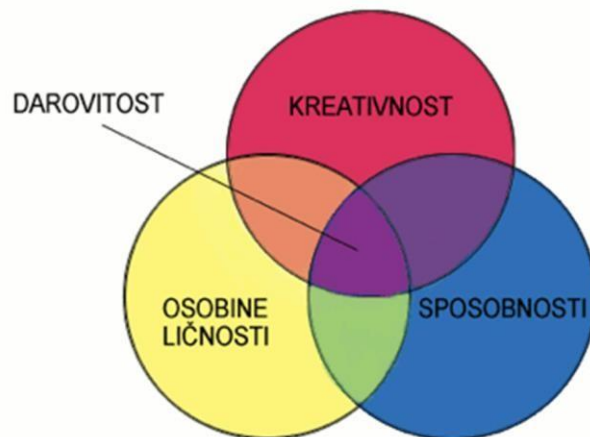 DAROVITOST
KREATIVNOST
OSOBINE
LIČNOSTI
SPOSOBNOSTI